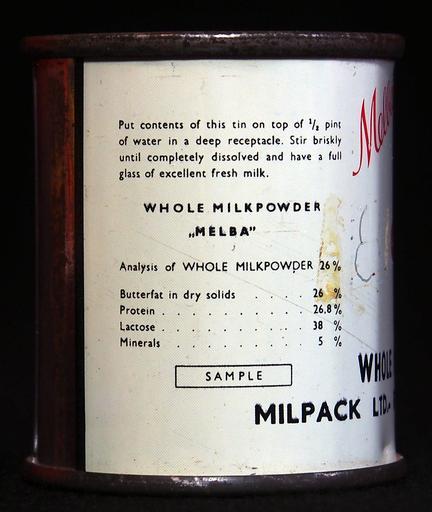 Put contents of this tin on top of ½ pint
of water in a deep receptacle. Stir briskly
until completely dissolved and have a full
glass of excellent fresh milk.
WHOLE MILKPOWDER
„MELBA”
Analysis of WHOLE MILKPOWDER 26%
Butterfat in dry solids . . . . . 26 %
Protein . . . . . . . . . . . . 26.8 %
Lactose . . . . . . . . . . . . 38 %
Minerals . . . . . . . . . . . 5 %
SAMPLE
WHOLE
MILPACK LTD.